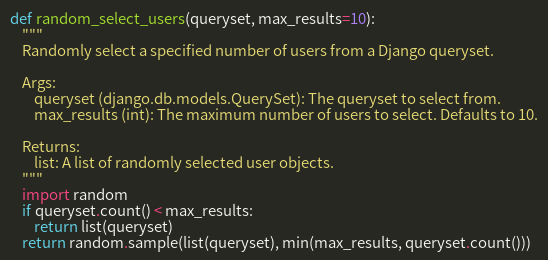 def random_select_users(queryset, max_results=10):
"""
Randomly select a specified number of users from a Django queryset.
Args:
queryset (django.db.models.QuerySet): The queryset to select from.
max_results (int): The maximum number of users to select. Defaults to 10.
Returns:
list: A list of randomly selected user objects.
"""
import random
if queryset.count() < max_results:
return list(queryset)
return random.sample(list(queryset), min(max_results, queryset.count()))